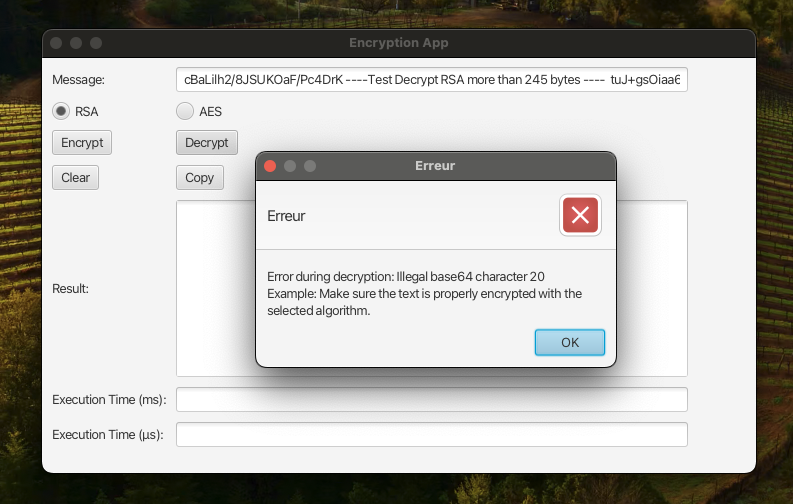 Encryption App
Message:
cBaLilh2/8JSUKOaF/Pc4DrK ----Test Decrypt RSA more than 245 bytes ---- tuJ+gsOiaa6
RSA
AES
Encrypt
Decrypt
Clear
Copy
Erreur
Erreur
Error during decryption: Illegal base64 character 20
Example: Make sure the text is properly encrypted with the
selected algorithm.
OK
Result:
Execution Time (ms):
Execution Time (µs):